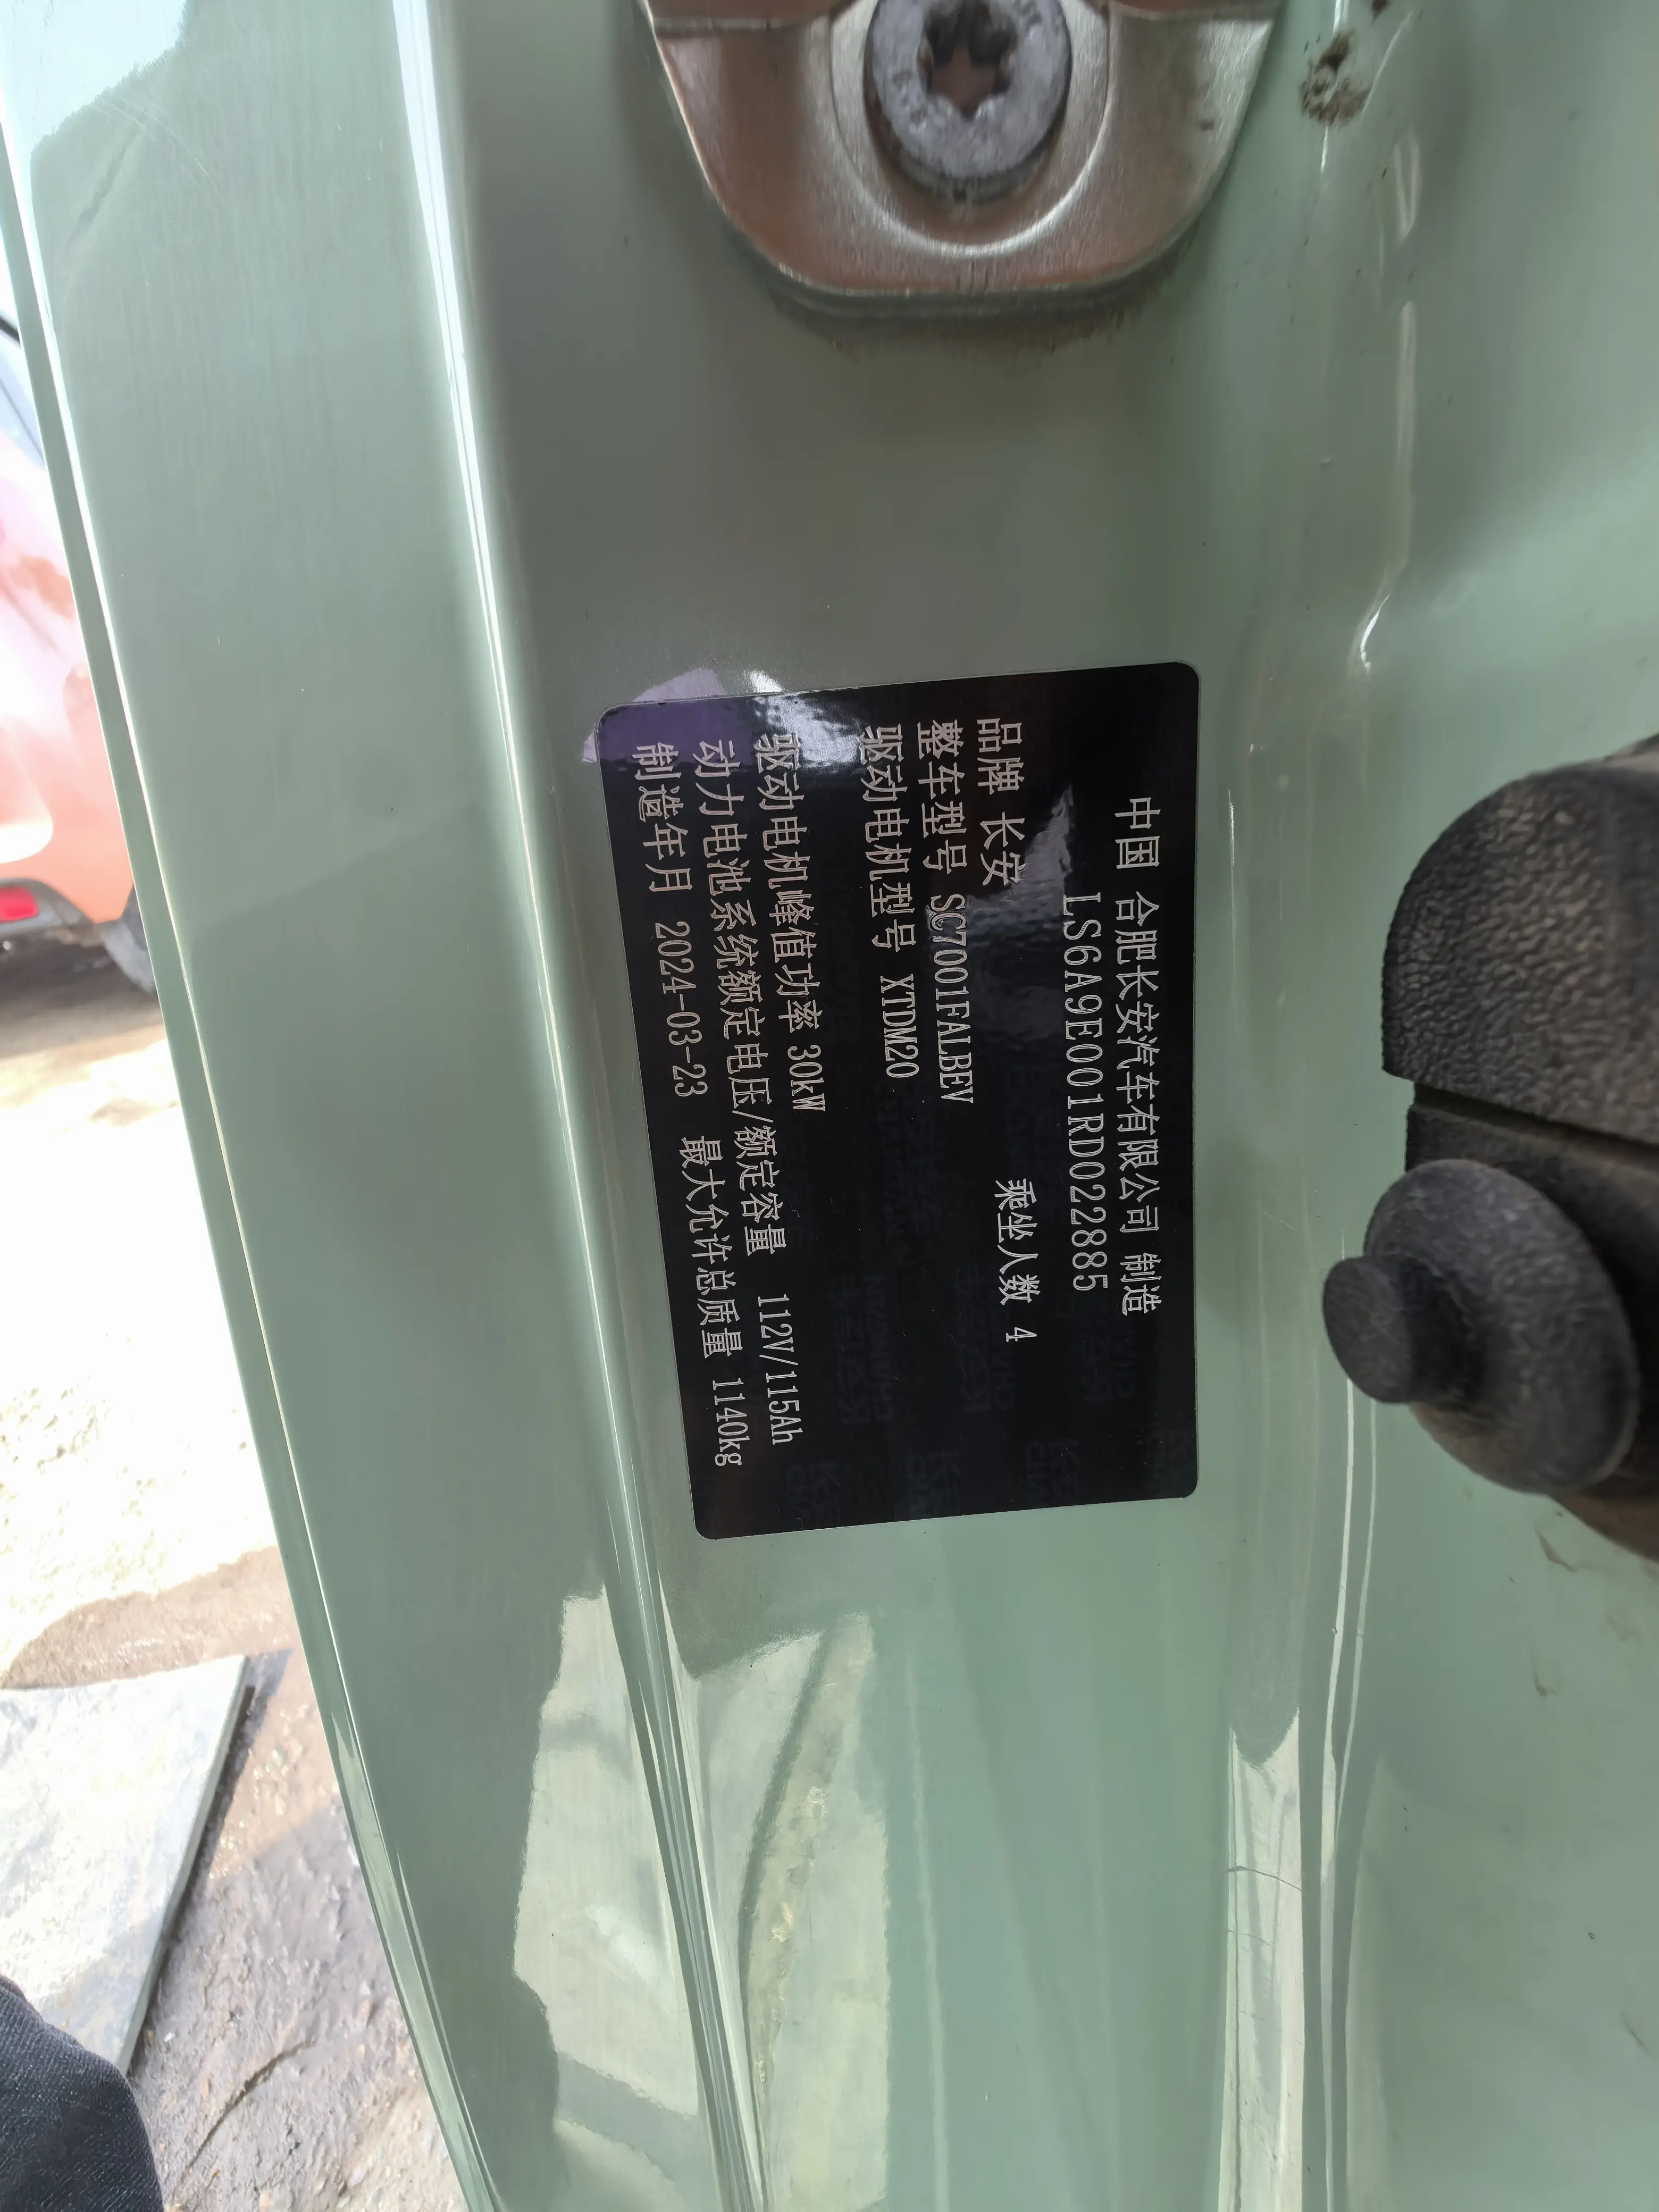 中国 合肥长安汽车有限公司 制造
LS6A9E001RD022885
品牌 长安 乘坐人数 4
整车型号 SC7001FALBEV
驱动电机型号 XTDM20
驱动电机峰值功率 30kW
动力电池系统额定电压/额定容量 112V/115Ah
制造年月 2024-03-23 最大允许总质量 1140kg